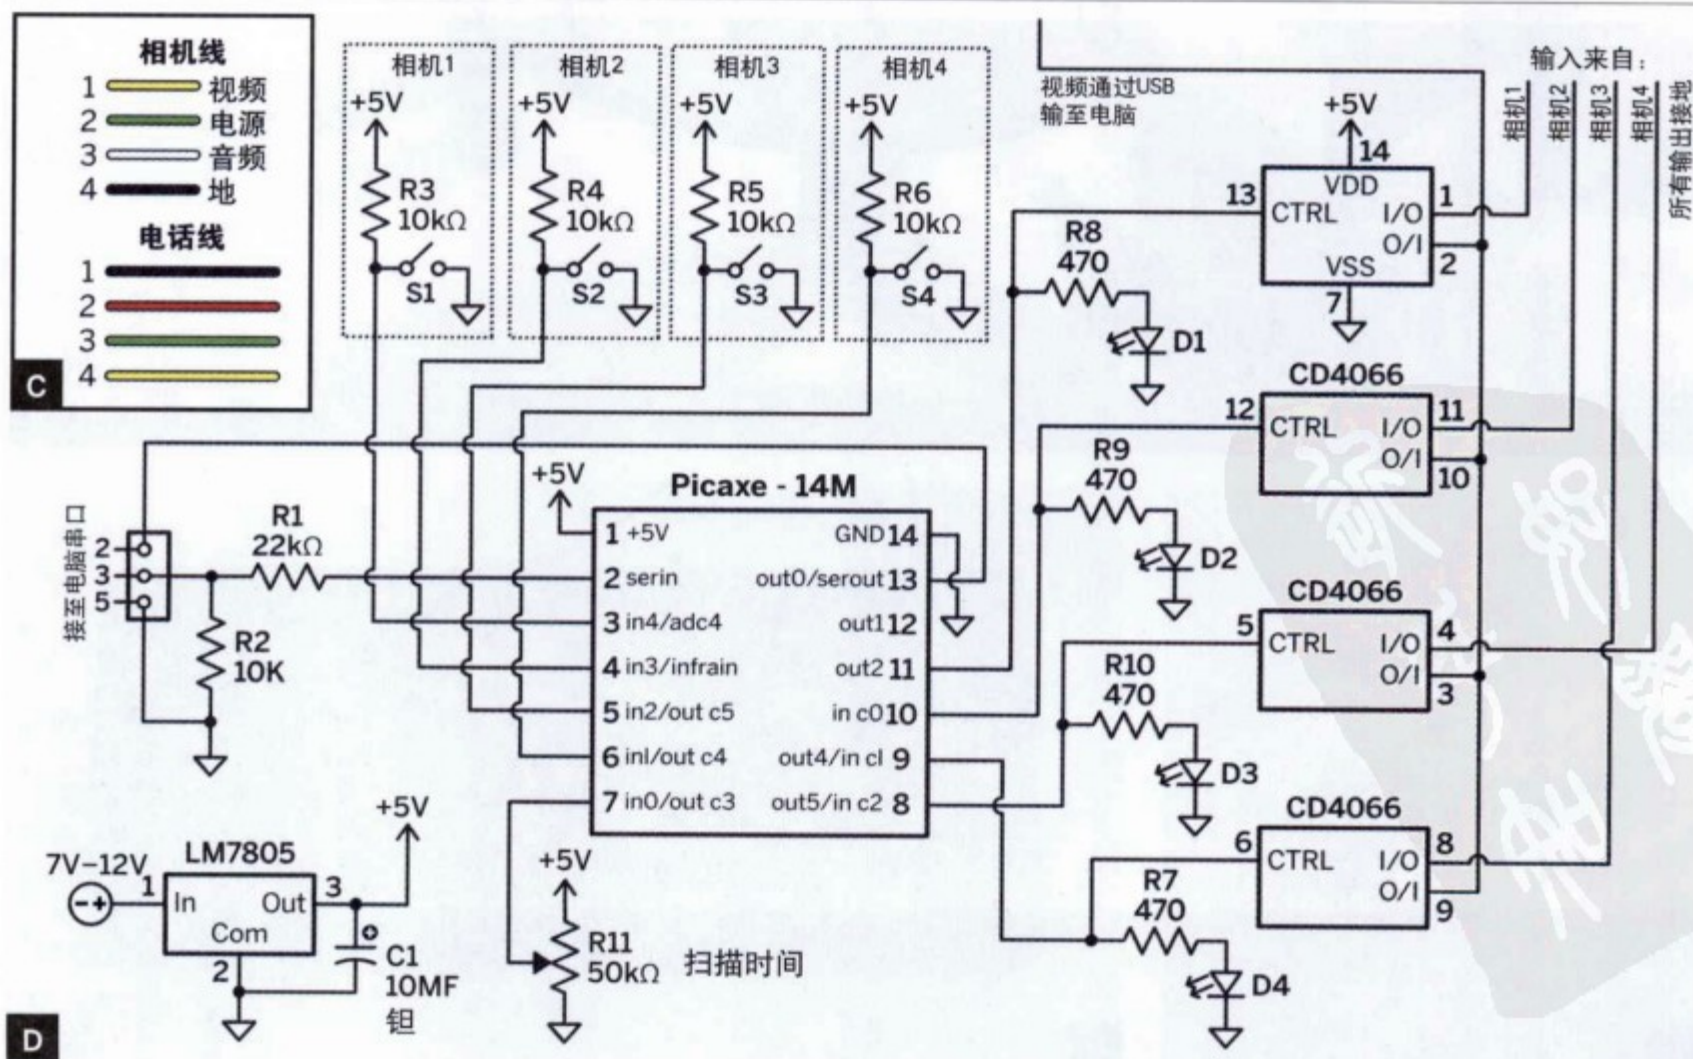 相机线
1 视频
2 电源
3 音频
4 地
电话线
1
2
3
4
C
相机1
+5V
R3
10kΩ
S1
相机2
+5V
R4
10kΩ
S2
相机3
+5V
R5
10kΩ
S3
相机4
+5V
R6
10kΩ
S4
视频通过USB
输至电脑
输入来自:
相机1
相机2
相机3
相机4
所有输出接地
+5V
14
VDD
13 CTRL I/O 1
O/I 2
VSS
7
R8
470
D1
CD4066
12 CTRL I/O 11
O/I 10
R9
470
D2
CD4066
5 CTRL I/O 4
O/I 3
R10
470
D3
CD4066
6 CTRL I/O 8
O/I 9
R7
470
D4
接至电脑串口
2
3
5
R1
22kΩ
R2
10K
+5V
Picaxe - 14M
1 +5V GND 14
2 serin out0/serout 13
3 in4/adc4 out1 12
4 in3/infrain out2 11
5 in2/out c5 in c0 10
6 inl/out c4 out4/in cl 9
7 in0/out c3 out5/in c2 8
7V–12V
LM7805
1 In Out 3
Com
2
+5V
C1
10MF
钽
+5V
R11
50kΩ
扫描时间
D